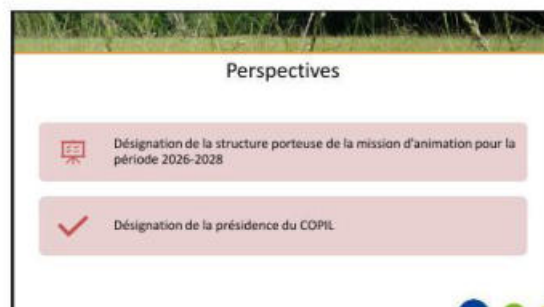 Perspectives
Désignation de la structure porteuse de la mission d'animation pour la
période 2026-2028
Désignation de la présidence du COPIL